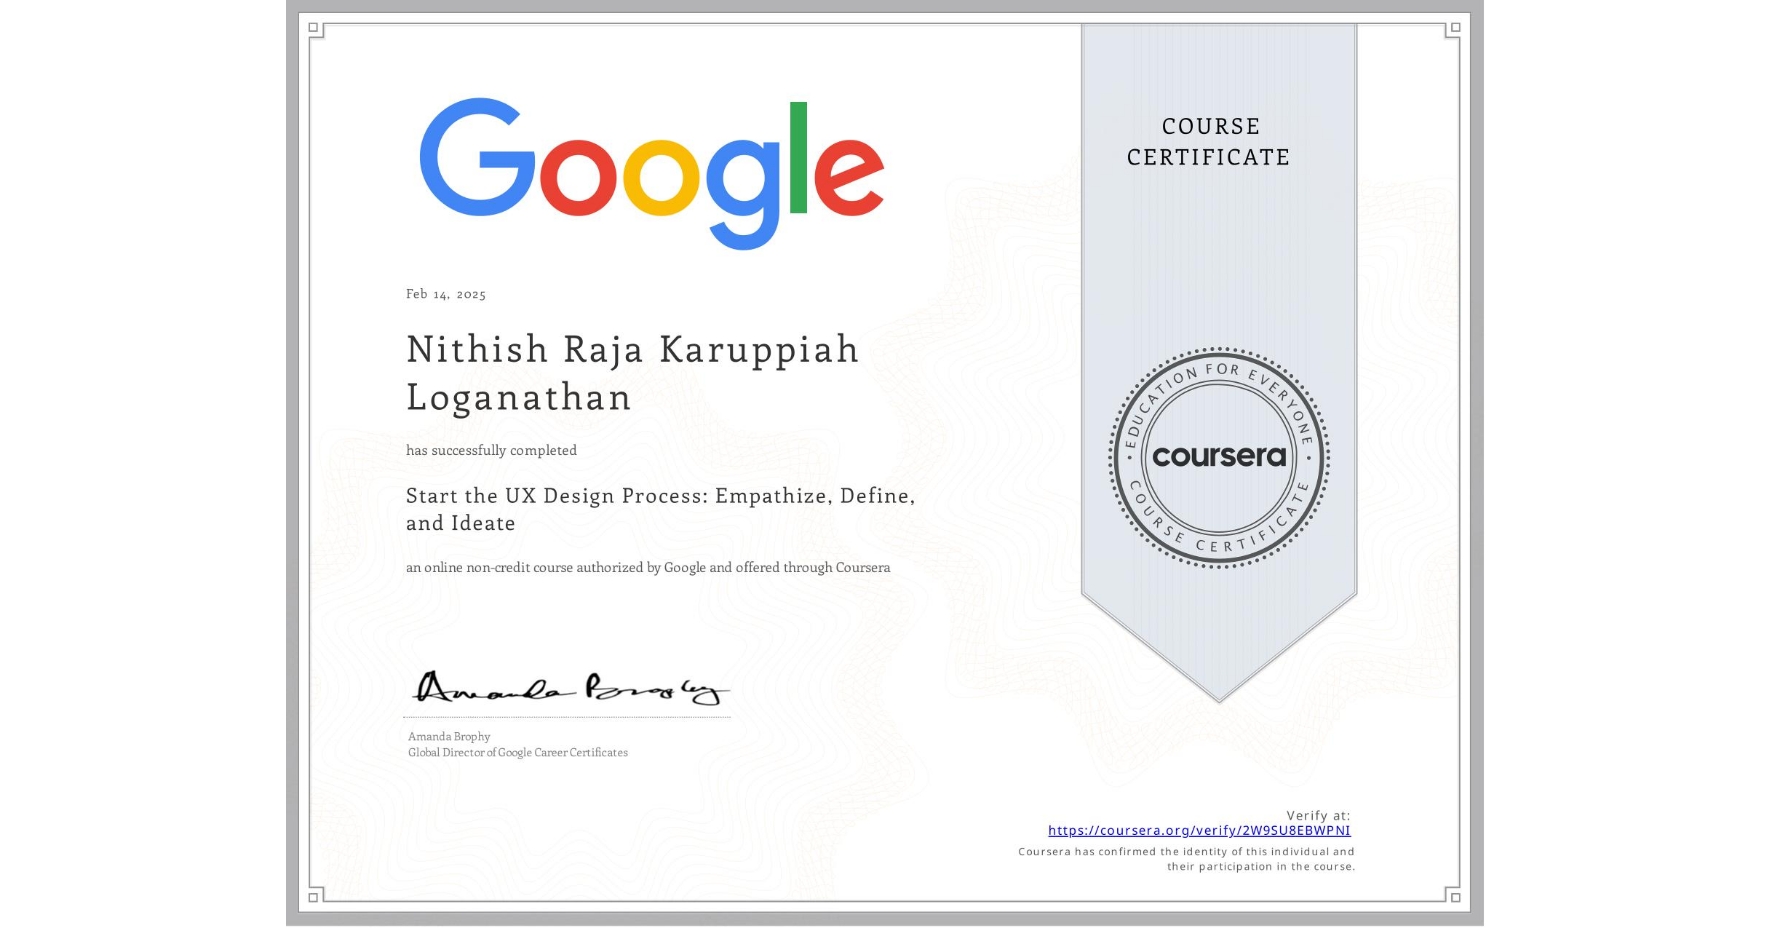 Google
COURSE
CERTIFICATE
Feb 14, 2025
Nithish Raja Karuppiah
Loganathan
has successfully completed
Start the UX Design Process: Empathize, Define,
and Ideate
an online non-credit course authorized by Google and offered through Coursera
EDUCATION FOR EVERYONE
coursera
COURSE CERTIFICATE
Amanda Brophy
Amanda Brophy
Global Director of Google Career Certificates
Verify at:
https://coursera.org/verify/2W9SU8EBWPNI
Coursera has confirmed the identity of this individual and
their participation in the course.